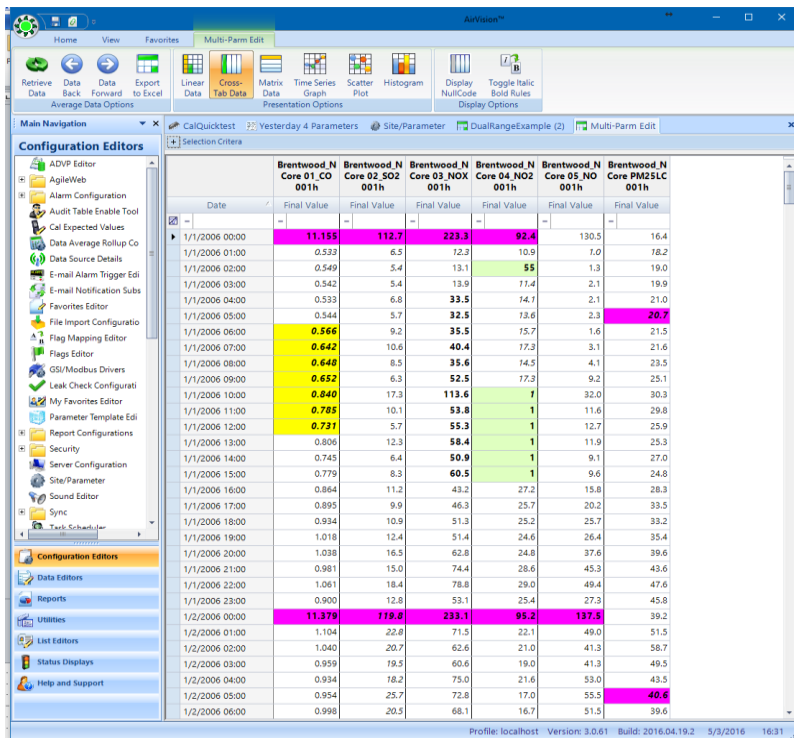 AirVision™
Home View Favorites Multi-Parm Edit
Retrieve Data Data Back Data Forward Export to Excel Linear Data Cross-Tab Data Matrix Data Time Series Graph Scatter Plot Histogram Display NullCode Toggle Italic Bold Rules
Average Data Options Presentation Options Display Options
Main Navigation
CalQuicktest Yesterday 4 Parameters Site/Parameter DualRangeExample (2) Multi-Parm Edit
Configuration Editors
Selection Critera
ADVP Editor
AgileWeb
Alarm Configuration
Audit Table Enable Tool
Cal Expected Values
Data Average Rollup Co
Data Source Details
E-mail Alarm Trigger Edi
E-mail Notification Subs
Favorites Editor
File Import Configuratio
Flag Mapping Editor
Flags Editor
GSI/Modbus Drivers
Leak Check Configurati
My Favorites Editor
Parameter Template Edi
Report Configurations
Security
Server Configuration
Site/Parameter
Sound Editor
Sync
Task Scheduler
Configuration Editors
Data Editors
Reports
Utilities
List Editors
Status Displays
Help and Support
Brentwood_N Brentwood_N Brentwood_N Brentwood_N Brentwood_N Brentwood_N
Core 01_CO Core 02_SO2 Core 03_NOX Core 04_NO2 Core 05_NO Core PM25LC
001h 001h 001h 001h 001h 001h
Date Final Value Final Value Final Value Final Value Final Value Final Value
= = = = = = =
1/1/2006 00:00 11.155 112.7 223.3 92.4 130.5 16.4
1/1/2006 01:00 0.533 6.5 12.3 10.9 1.0 18.2
1/1/2006 02:00 0.549 5.4 13.1 55 1.3 19.0
1/1/2006 03:00 0.542 5.4 13.9 11.4 2.1 19.9
1/1/2006 04:00 0.533 6.8 33.5 14.1 2.1 21.0
1/1/2006 05:00 0.544 5.7 32.5 13.6 2.3 20.7
1/1/2006 06:00 0.566 9.2 35.5 15.7 1.6 21.5
1/1/2006 07:00 0.642 10.6 40.4 17.3 3.1 21.6
1/1/2006 08:00 0.648 8.5 35.6 14.5 4.1 23.5
1/1/2006 09:00 0.652 6.3 52.5 17.3 9.2 25.1
1/1/2006 10:00 0.840 17.3 113.6 1 32.0 30.3
1/1/2006 11:00 0.785 10.1 53.8 1 11.6 29.8
1/1/2006 12:00 0.731 5.7 55.3 1 12.7 25.9
1/1/2006 13:00 0.806 12.3 58.4 1 11.9 25.3
1/1/2006 14:00 0.745 6.4 50.9 1 9.1 27.0
1/1/2006 15:00 0.779 8.3 60.5 1 9.6 24.8
1/1/2006 16:00 0.864 11.2 43.2 27.2 15.8 28.3
1/1/2006 17:00 0.895 9.9 46.3 25.7 20.2 33.5
1/1/2006 18:00 0.934 10.9 51.3 25.2 25.7 33.2
1/1/2006 19:00 1.018 12.4 51.4 24.6 26.4 35.4
1/1/2006 20:00 1.038 16.5 62.8 24.8 37.6 39.6
1/1/2006 21:00 0.981 15.0 74.4 28.6 45.3 43.6
1/1/2006 22:00 1.061 18.4 78.8 29.0 49.4 47.6
1/1/2006 23:00 0.900 12.8 53.1 25.4 27.3 45.8
1/2/2006 00:00 11.379 119.8 233.1 95.2 137.5 39.2
1/2/2006 01:00 1.104 22.8 71.5 22.1 49.0 51.5
1/2/2006 02:00 1.040 20.7 62.6 21.0 41.3 58.7
1/2/2006 03:00 0.959 19.5 60.6 19.0 41.3 49.5
1/2/2006 04:00 0.934 18.2 75.0 21.6 53.0 43.5
1/2/2006 05:00 0.954 25.7 72.8 17.0 55.5 40.6
1/2/2006 06:00 0.998 20.5 68.1 16.7 51.5 39.6
Profile: localhost Version: 3.0.61 Build: 2016.04.19.2 5/3/2016 16:31